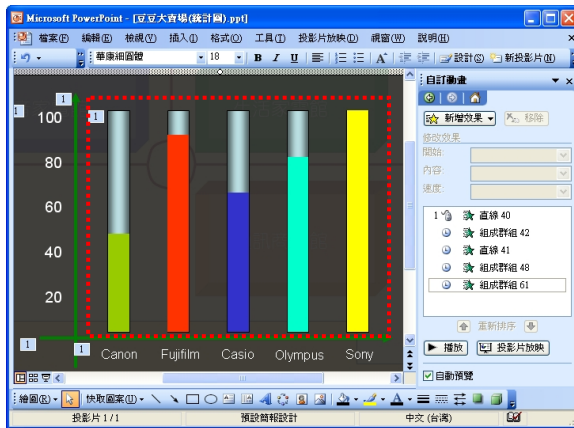 Microsoft PowerPoint - [豆豆大賣場(統計圖).ppt]
檔案(F) 編輯(E) 檢視(V) 插入(I) 格式(O) 工具(T) 投影片放映(D) 視窗(W) 說明(H)
華康細圓體 18 B I U 設計(S) 新投影片(N)
自訂動畫
新增效果 移除
修改效果
開始:
內容:
速度:
1 直線 40
組成群組 42
直線 41
組成群組 48
組成群組 61
重新排序
播放 投影片放映
自動預覽
1
1 100 1
80
60
40
20
1
1 Canon Fujifilm Casio Olympus Sony
繪圖(R) 快取圖案(U)
投影片 1 / 1 預設簡報設計 中文 (台灣)